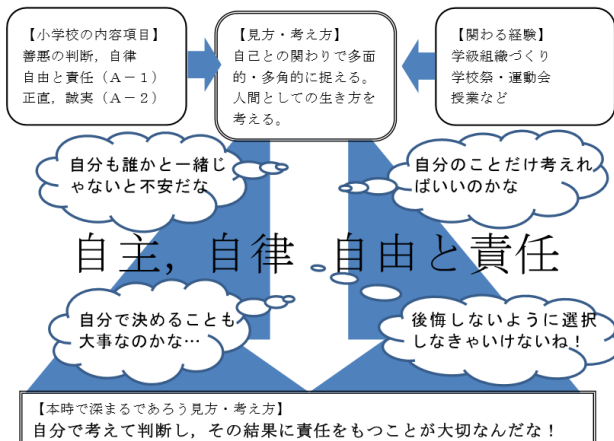 【小学校の内容項目】
善悪の判断，自律
自由と責任（Ａ－１）
正直，誠実（Ａ－２）
【見方・考え方】
自己との関わりで多面
的・多角的に捉える。
人間としての生き方を
考える。
【関わる経験】
学級組織づくり
学校祭・運動会
授業など
自分も誰かと一緒じ
ゃないと不安だな
自分のことだけ考えれ
ばいいのかな
自主，自律　自由と責任
自分で決めることも
大事なのかな…
後悔しないように選択
しなきゃいけないね！
【本時で深まるであろう見方・考え方】
自分で考えて判断し，その結果に責任をもつことが大切なんだな！